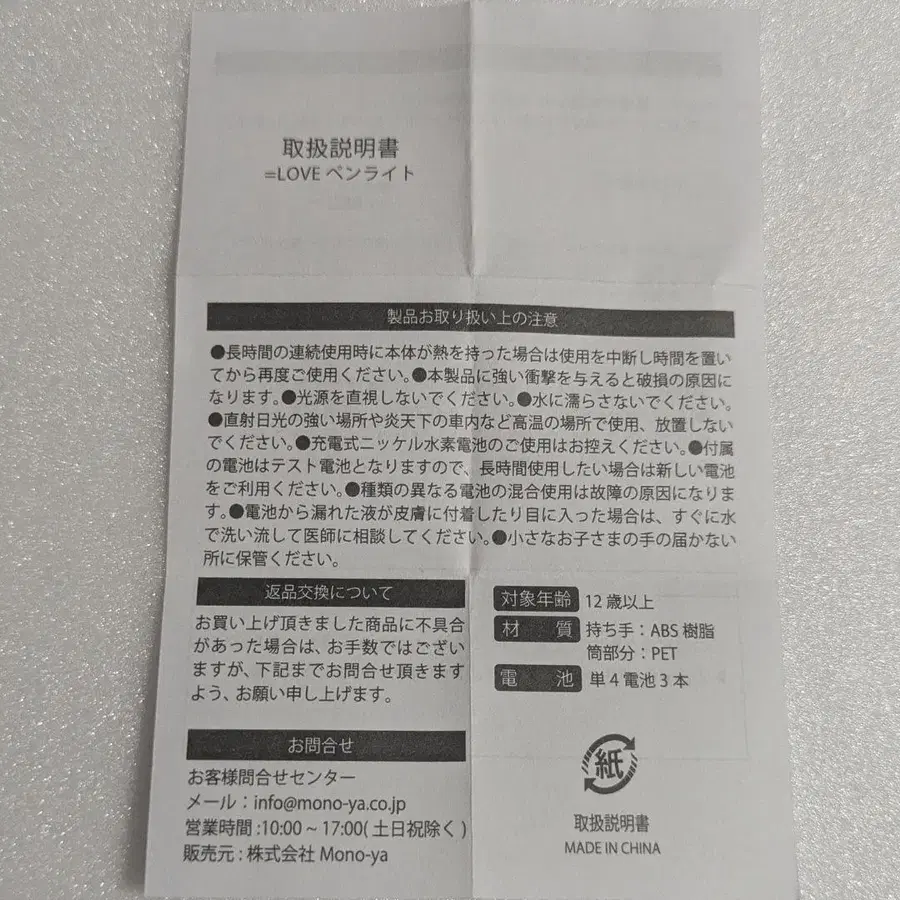 取扱説明書
=LOVE ペンライト
製品お取り扱い上の注意
●長時間の連続使用時に本体が熱を持った場合は使用を中断し時間を置い
てから再度ご使用ください。●本製品に強い衝撃を与えると破損の原因に
なります。●光源を直視しないでください。●水に濡らさないでください。
●直射日光の強い場所や炎天下の車内など高温の場所で使用、放置しない
でください。●充電式ニッケル水素電池のご使用はお控えください。●付属
の電池はテスト電池となりますので、長時間使用したい場合は新しい電池
をご利用ください。●種類の異なる電池の混合使用は故障の原因になりま
す。●電池から漏れた液が皮膚に付着したり目に入った場合は、すぐに水
で洗い流して医師に相談してください。●小さなお子さまの手の届かない
所に保管ください。
返品交換について
お買い上げ頂きました商品に不具合
があった場合は、お手数ではござい
ますが、下記までお問合せ頂きます
よう、お願い申し上げます。
対象年齢 12 歳以上
材 質 持ち手：ABS 樹脂
筒部分：PET
電 池 単 4 電池 3 本
お問合せ
お客様問合せセンター
メール：info@mono-ya.co.jp
営業時間 :10:00 ~ 17:00( 土日祝除く )
販売元 : 株式会社 Mono-ya
紙
取扱説明書
MADE IN CHINA